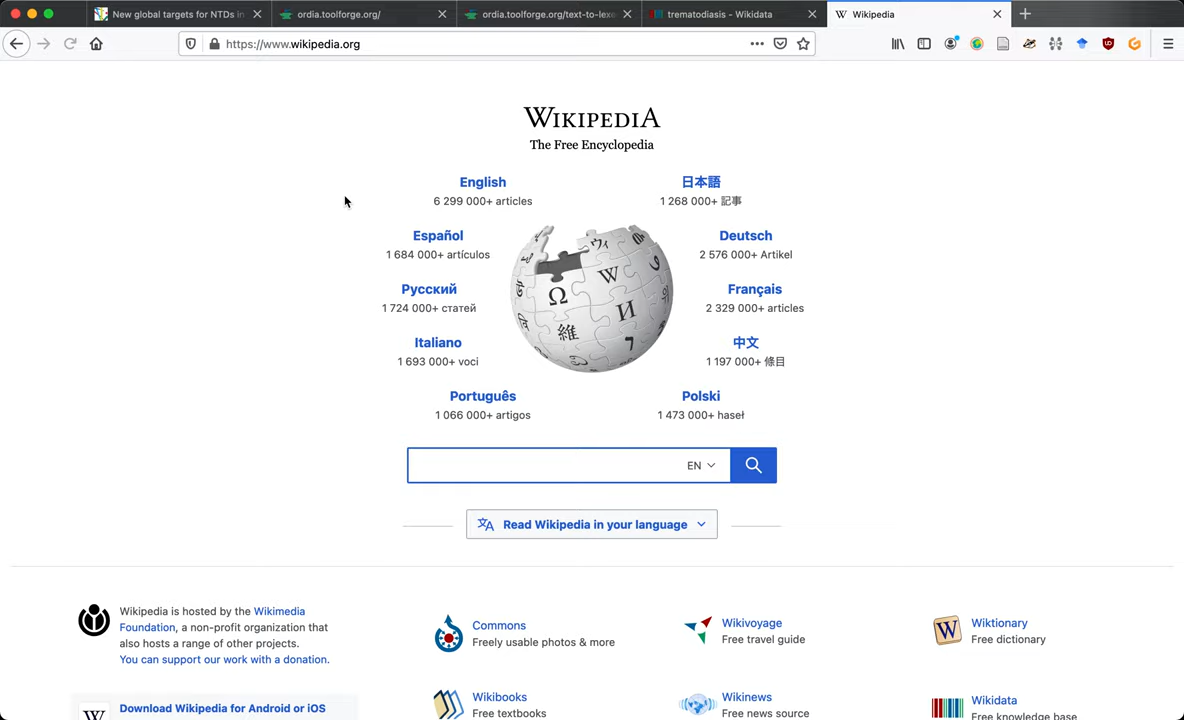 New global targets for NTDs in
ordia.toolforge.org/
ordia.toolforge.org/text-to-lexe
trematodiasis - Wikidata
Wikipedia
https://www.wikipedia.org
WIKIPEDIA
The Free Encyclopedia
English
6 299 000+ articles
日本語
1 268 000+ 記事
Español
1 684 000+ artículos
Deutsch
2 576 000+ Artikel
Русский
1 724 000+ статей
Français
2 329 000+ articles
Italiano
1 693 000+ voci
中文
1 197 000+ 條目
Português
1 066 000+ artigos
Polski
1 473 000+ haseł
Ω
W
И
維
ウィ
7
EN
Read Wikipedia in your language
Wikipedia is hosted by the Wikimedia
Foundation, a non-profit organization that
also hosts a range of other projects.
You can support our work with a donation.
Download Wikipedia for Android or iOS
Commons
Freely usable photos & more
Wikivoyage
Free travel guide
Wiktionary
Free dictionary
Wikibooks
Free textbooks
Wikinews
Free news source
Wikidata
Free knowledge base